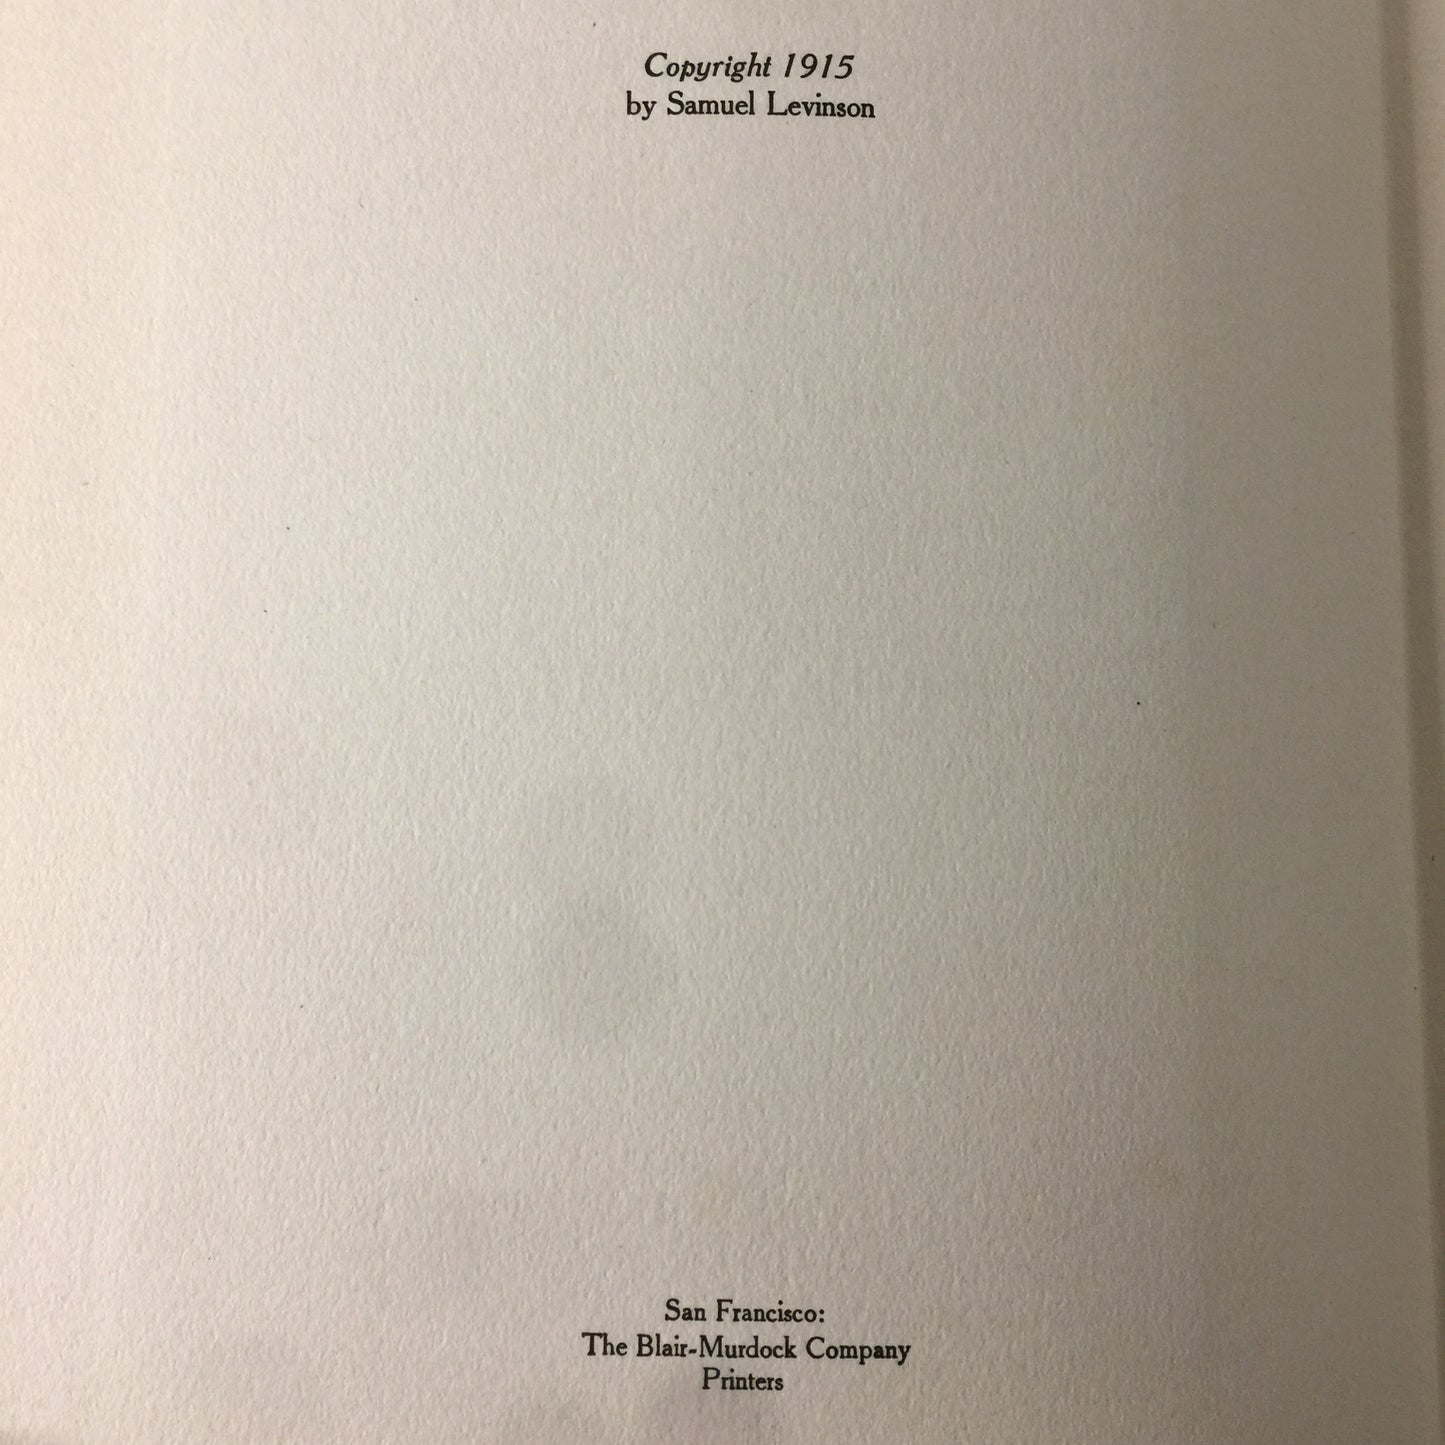 Copyright 1915
by Samuel Levinson
San Francisco:
The Blair-Murdock Company
Printers